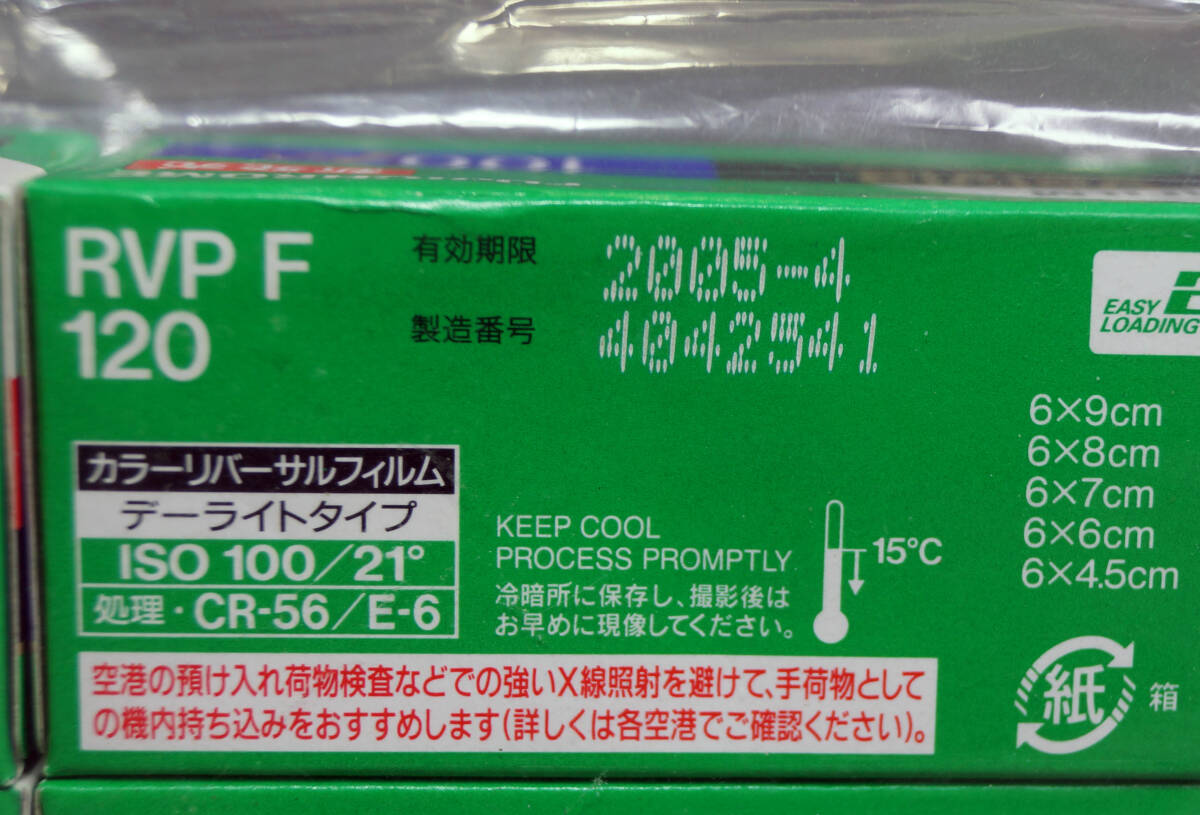 RVP F
120
有効期限 2005-4
製造番号 4042541
EASY
LOADING
6×9cm
6×8cm
6×7cm
6×6cm
6×4.5cm
カラーリバーサルフィルム
デーライトタイプ
ISO 100/21°
処理・CR-56/E-6
KEEP COOL
PROCESS PROMPTLY
冷暗所に保存し、撮影後は
お早めに現像してください。
15°C
空港の預け入れ荷物検査などでの強いX線照射を避けて、手荷物として
の機内持ち込みをおすすめします(詳しくは各空港でご確認ください)。
紙 箱